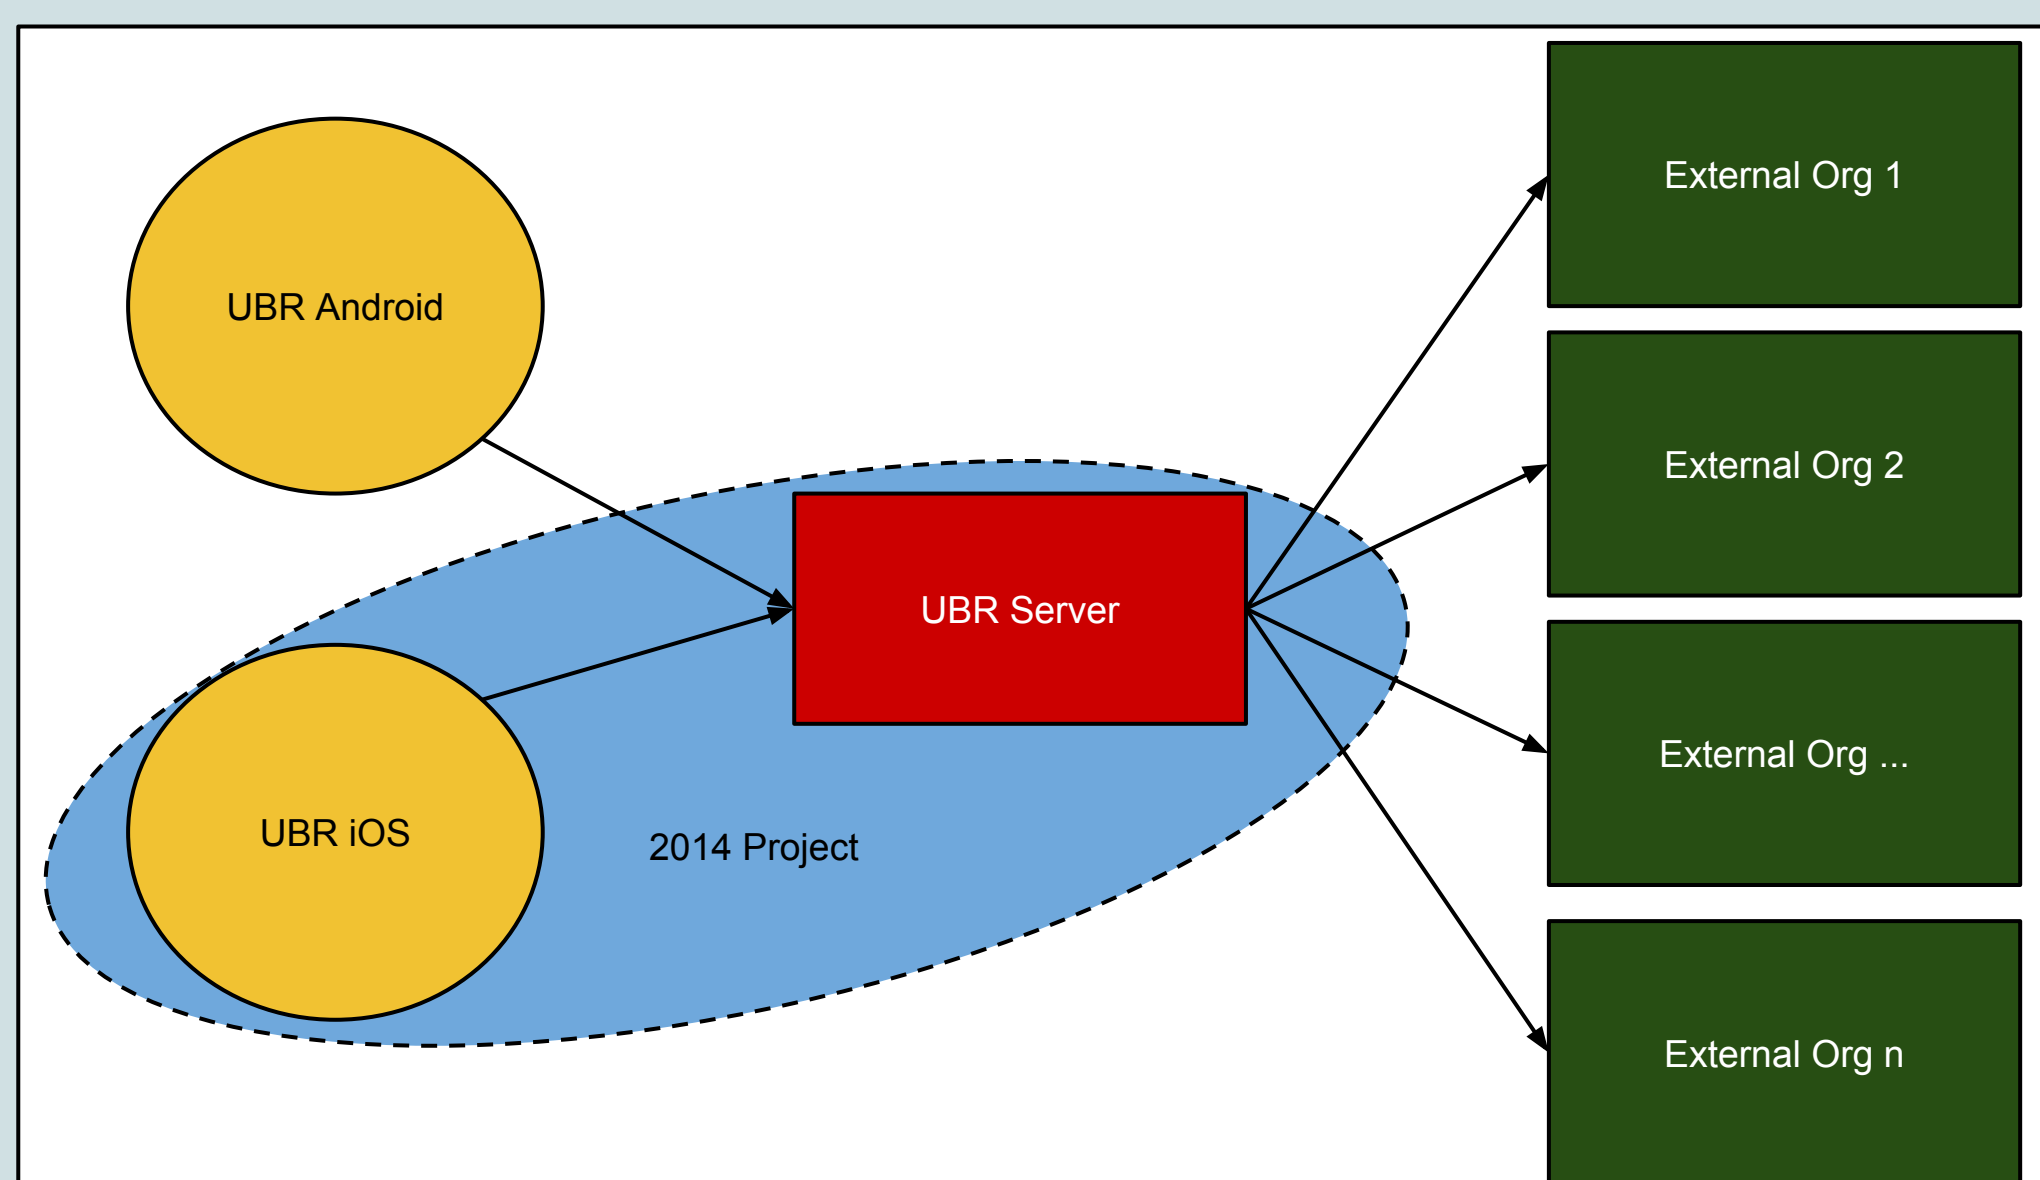 External Org 1
UBR Android
External Org 2
UBR Server
External Org ...
UBR iOS
2014 Project
External Org n